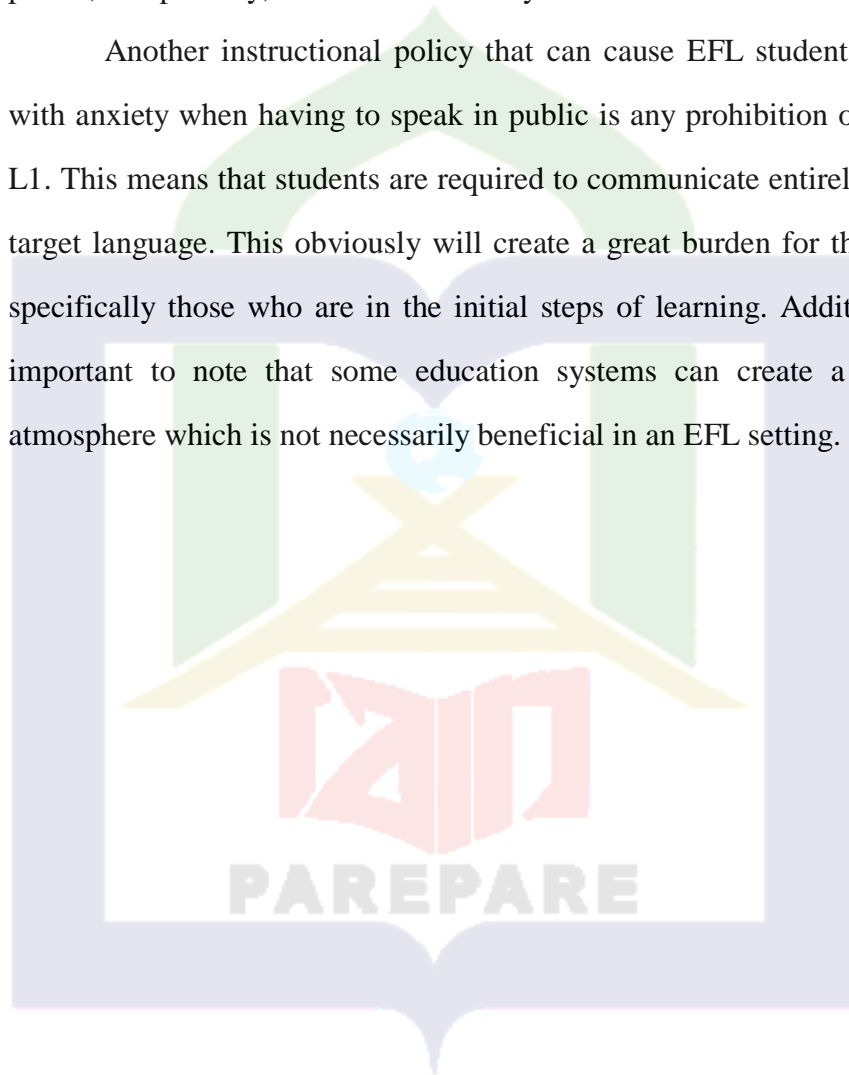 Another instructional policy that can cause EFL student
with anxiety when having to speak in public is any prohibition
L1. This means that students are required to communicate
target language. This obviously will create a great burden for
specifically those who are in the initial steps of learning.
important to note that some education systems can create a
atmosphere which is not necessarily beneficial in an EFL setting.
PAREPARE